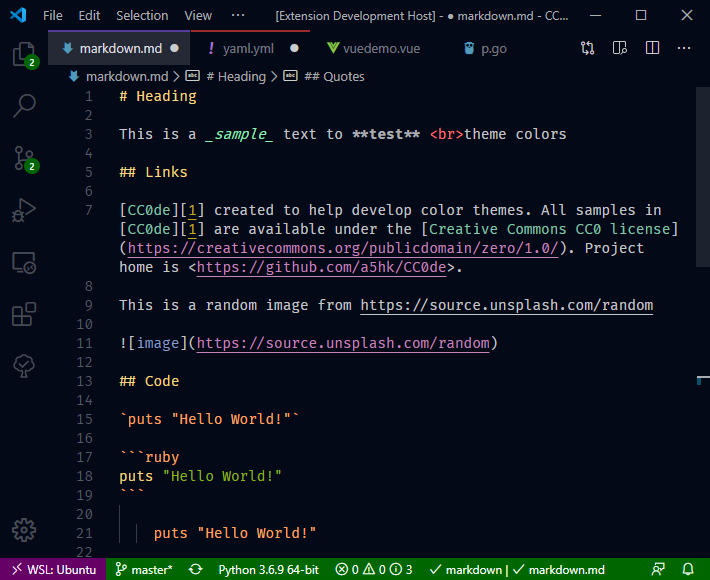 File Edit Selection View ··· [Extension Development Host] - ● markdown.md - CC...
markdown.md ● ! yaml.yml ● vuedemo.vue p.go ···
markdown.md > abc # Heading > abc ## Quotes
2
2
1 # Heading
2
3 This is a _sample_ text to **test** <br>theme colors
4
5 ## Links
6
7 [CC0de][1] created to help develop color themes. All samples in
[CC0de][1] are available under the [Creative Commons CC0 license]
(https://creativecommons.org/publicdomain/zero/1.0/). Project
home is <https://github.com/a5hk/CC0de>.
8
9 This is a random image from https://source.unsplash.com/random
10
11 ![image](https://source.unsplash.com/random)
12
13 ## Code
14
15 `puts "Hello World!"`
16
17 ```ruby
18 puts "Hello World!"
19 ```
20
21 puts "Hello World!"
22
WSL: Ubuntu master* Python 3.6.9 64-bit 0 0 3 ✓ markdown | ✓ markdown.md